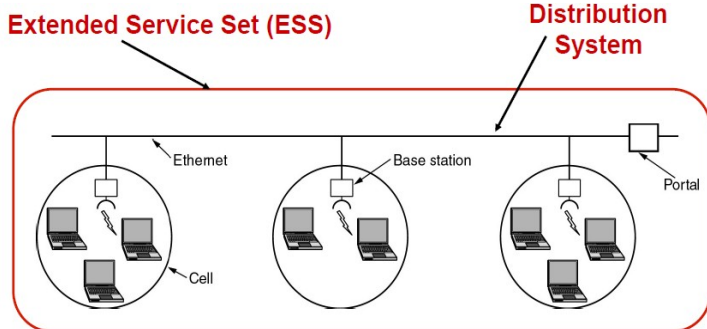 Extended Service Set (ESS)
Distribution
System
Ethernet
Base station
Portal
Cell